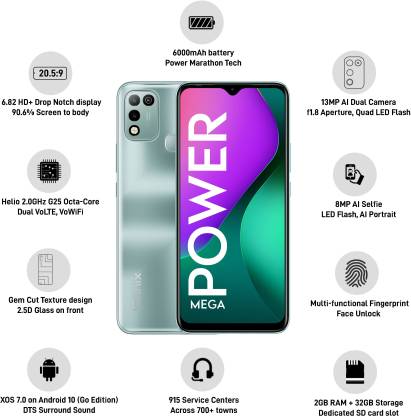 6000mAh battery
Power Marathon Tech
20.5:9
6.82 HD+ Drop Notch display
90.6% Screen to body
13MP AI Dual Camera
f1.8 Aperture, Quad LED Flash
Helio 2.0GHz G25 Octa-Core
Dual VoLTE, VoWiFi
8MP AI Selfie
LED Flash, AI Portrait
MEGA
POWER
Infinix
Gem Cut Texture design
2.5D Glass on front
Multi-functional Fingerprint
Face Unlock
XOS 7.0 on Android 10 (Go Edition)
DTS Surround Sound
915 Service Centers
Across 700+ towns
2GB RAM + 32GB Storage
Dedicated SD card slot